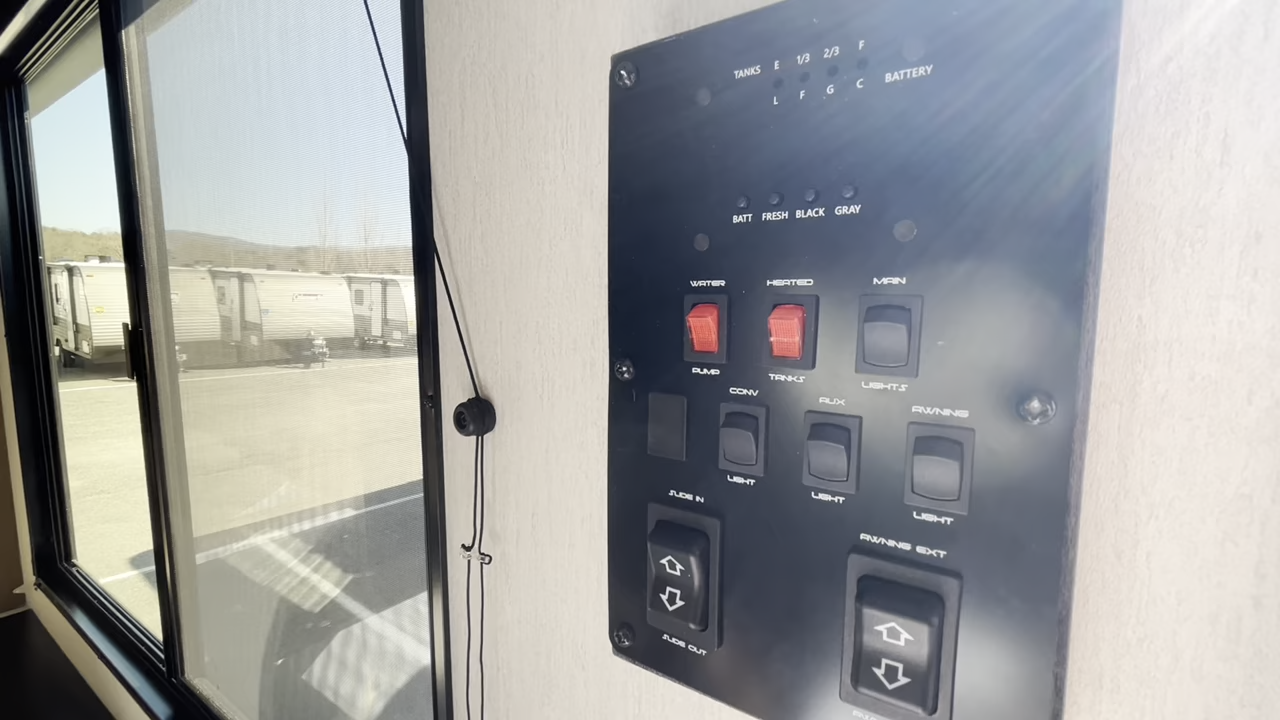 TANKS E 1/3 2/3 F
L F G C BATTERY
BATT FRESH BLACK GRAY
WATER HEATED MAIN
PUMP TANKS LIGHTS
CONV AUX AWNING
LIGHT LIGHT LIGHT
SLIDE IN AWNING EXT
SLIDE OUT